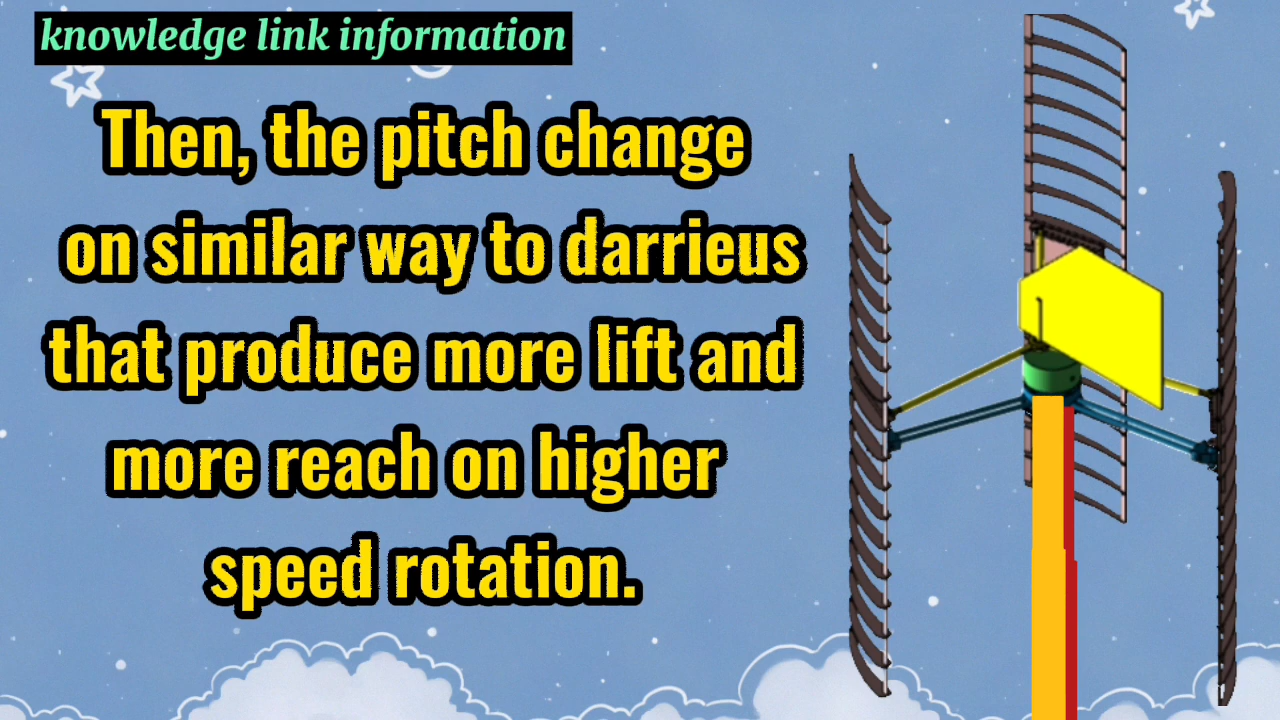 knowledge link information
Then, the pitch change
on similar way to darrieus
that produce more lift and
more reach on higher
speed rotation.